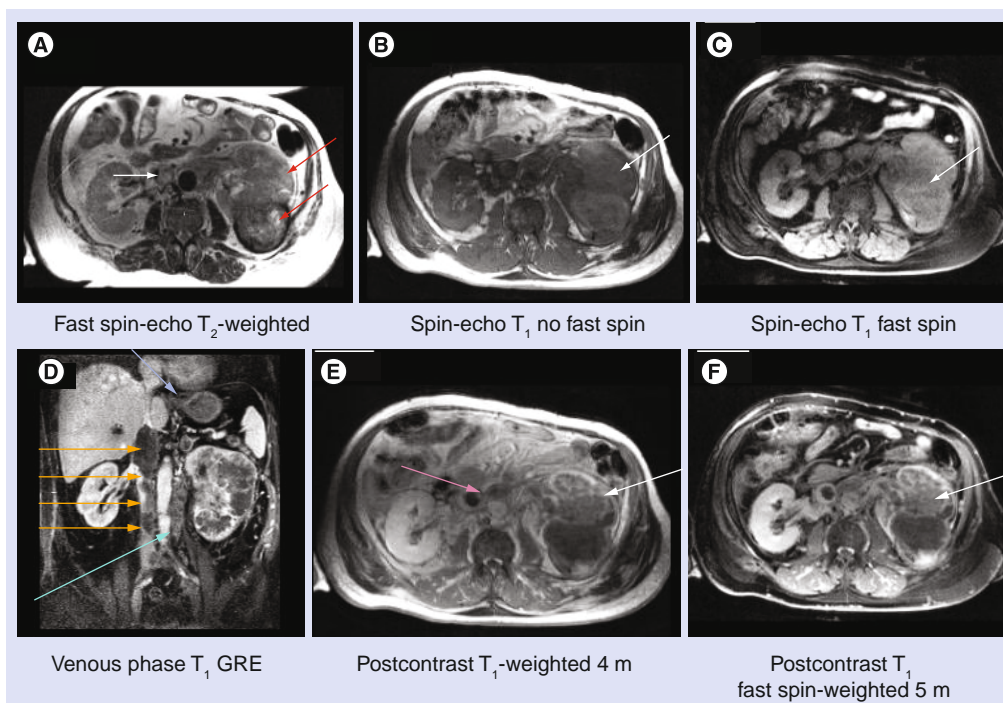 A
B
C
Fast spin-echo T₂-weighted
Spin-echo T₁ no fast spin
Spin-echo T₁ fast spin
D
E
F
Venous phase T₁ GRE
Postcontrast T₁-weighted 4 m
Postcontrast T₁
fast spin-weighted 5 m